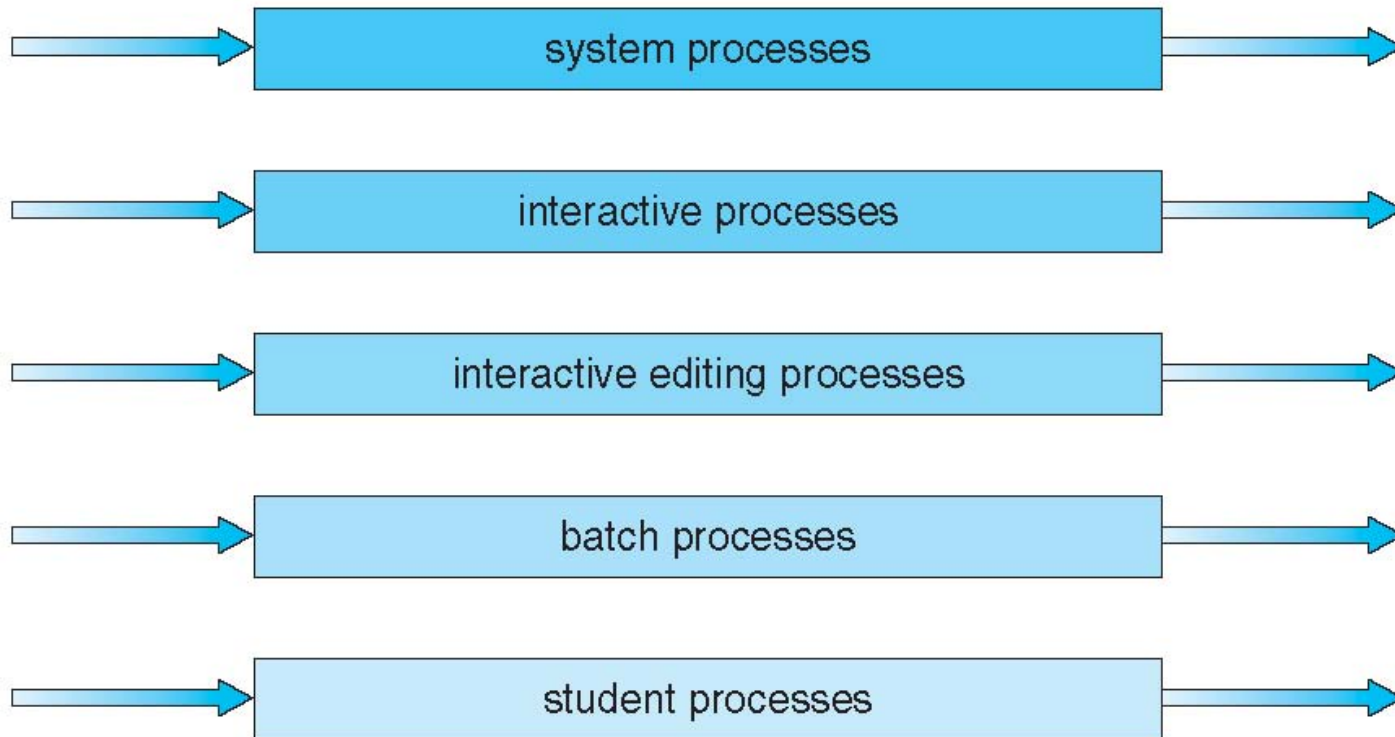 system processes
interactive processes
interactive editing processes
batch processes
student processes